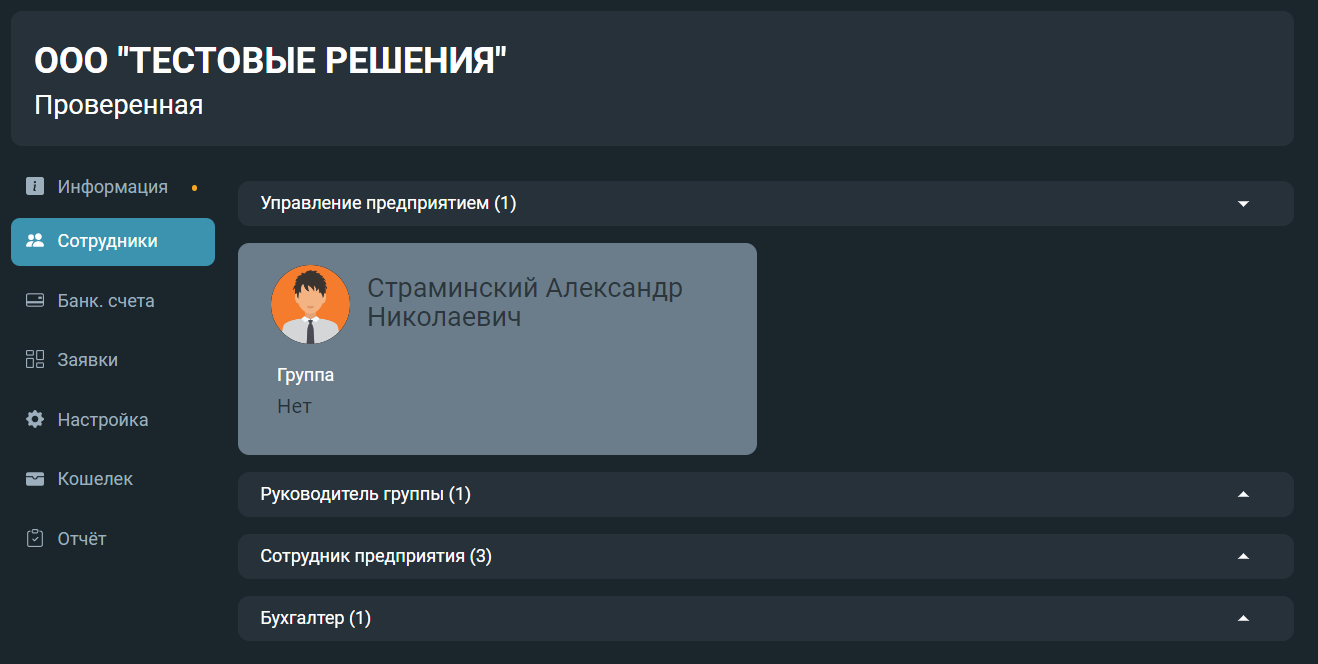 ООО "ТЕСТОВЫЕ РЕШЕНИЯ"
Проверенная
Информация
Сотрудники
Банк. счета
Заявки
Настройка
Кошелек
Отчёт
Управление предприятием (1)
Страминский Александр
Николаевич
Группа
Нет
Руководитель группы (1)
Сотрудник предприятия (3)
Бухгалтер (1)